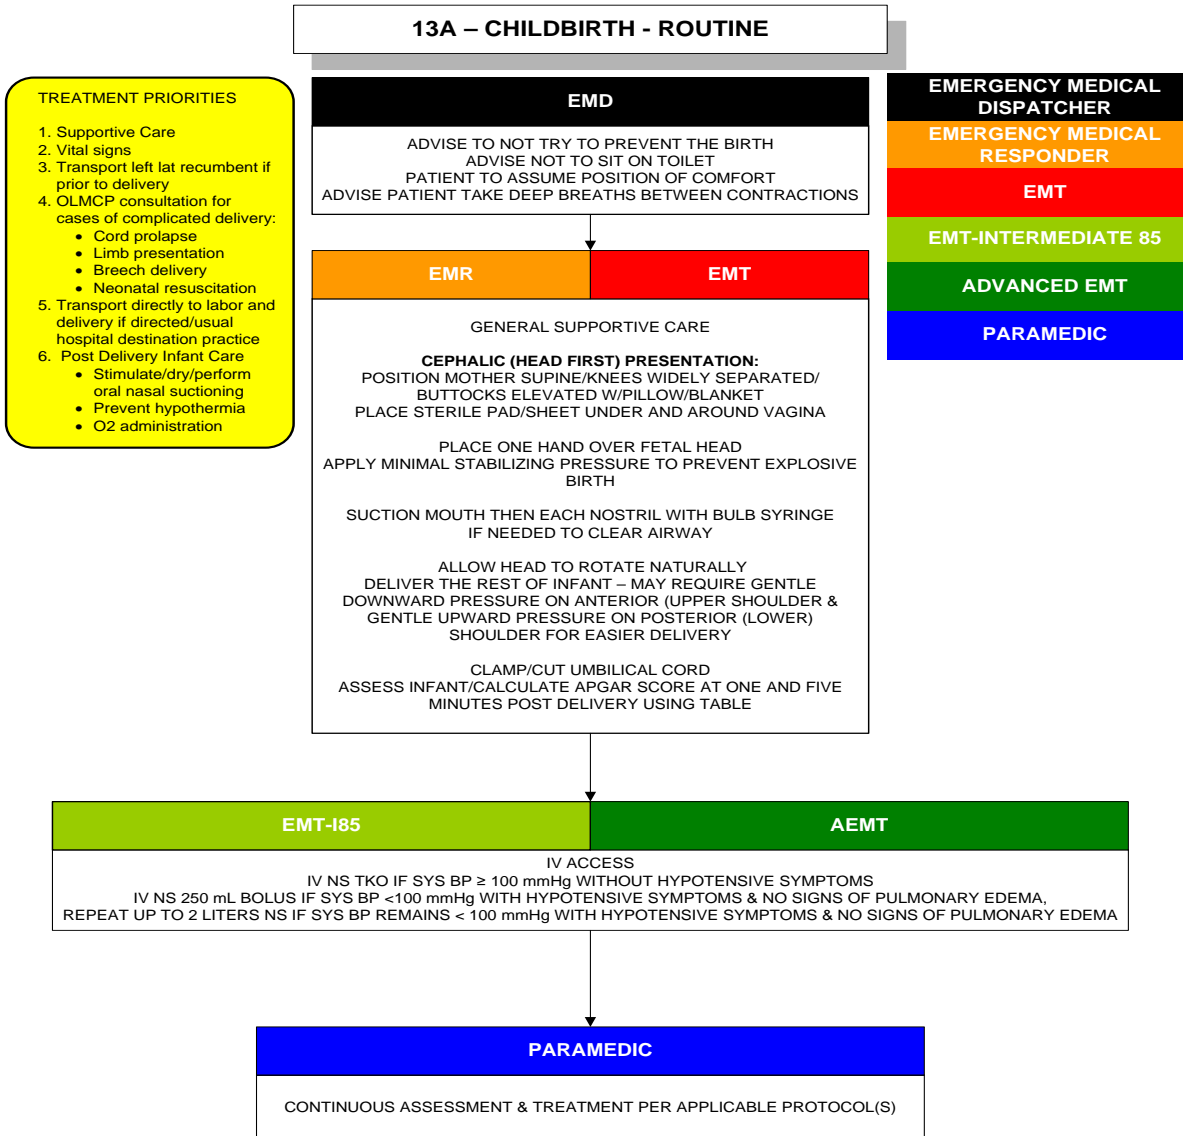 13A – CHILDBIRTH - ROUTINE
TREATMENT PRIORITIES
1. Supportive Care
2. Vital signs
3. Transport left lat recumbent if
prior to delivery
4. OLMCP consultation for
cases of complicated delivery:
• Cord prolapse
• Limb presentation
• Breech delivery
• Neonatal resuscitation
5. Transport directly to labor and
delivery if directed/usual
hospital destination practice
6. Post Delivery Infant Care
• Stimulate/dry/perform
oral nasal suctioning
• Prevent hypothermia
• O2 administration
EMD
ADVISE TO NOT TRY TO PREVENT THE BIRTH
ADVISE NOT TO SIT ON TOILET
PATIENT TO ASSUME POSITION OF COMFORT
ADVISE PATIENT TAKE DEEP BREATHS BETWEEN CONTRACTIONS
EMERGENCY MEDICAL
DISPATCHER
EMERGENCY MEDICAL
RESPONDER
EMT
EMT-INTERMEDIATE 85
ADVANCED EMT
PARAMEDIC
EMR
EMT
GENERAL SUPPORTIVE CARE
CEPHALIC (HEAD FIRST) PRESENTATION:
POSITION MOTHER SUPINE/KNEES WIDELY SEPARATED/
BUTTOCKS ELEVATED W/PILLOW/BLANKET
PLACE STERILE PAD/SHEET UNDER AND AROUND VAGINA
PLACE ONE HAND OVER FETAL HEAD
APPLY MINIMAL STABILIZING PRESSURE TO PREVENT EXPLOSIVE
BIRTH
SUCTION MOUTH THEN EACH NOSTRIL WITH BULB SYRINGE
IF NEEDED TO CLEAR AIRWAY
ALLOW HEAD TO ROTATE NATURALLY
DELIVER THE REST OF INFANT – MAY REQUIRE GENTLE
DOWNWARD PRESSURE ON ANTERIOR (UPPER SHOULDER &
GENTLE UPWARD PRESSURE ON POSTERIOR (LOWER)
SHOULDER FOR EASIER DELIVERY
CLAMP/CUT UMBILICAL CORD
ASSESS INFANT/CALCULATE APGAR SCORE AT ONE AND FIVE
MINUTES POST DELIVERY USING TABLE
EMT-I85
AEMT
IV ACCESS
IV NS TKO IF SYS BP ≥ 100 mmHg WITHOUT HYPOTENSIVE SYMPTOMS
IV NS 250 mL BOLUS IF SYS BP <100 mmHg WITH HYPOTENSIVE SYMPTOMS & NO SIGNS OF PULMONARY EDEMA,
REPEAT UP TO 2 LITERS NS IF SYS BP REMAINS < 100 mmHg WITH HYPOTENSIVE SYMPTOMS & NO SIGNS OF PULMONARY EDEMA
PARAMEDIC
CONTINUOUS ASSESSMENT & TREATMENT PER APPLICABLE PROTOCOL(S)